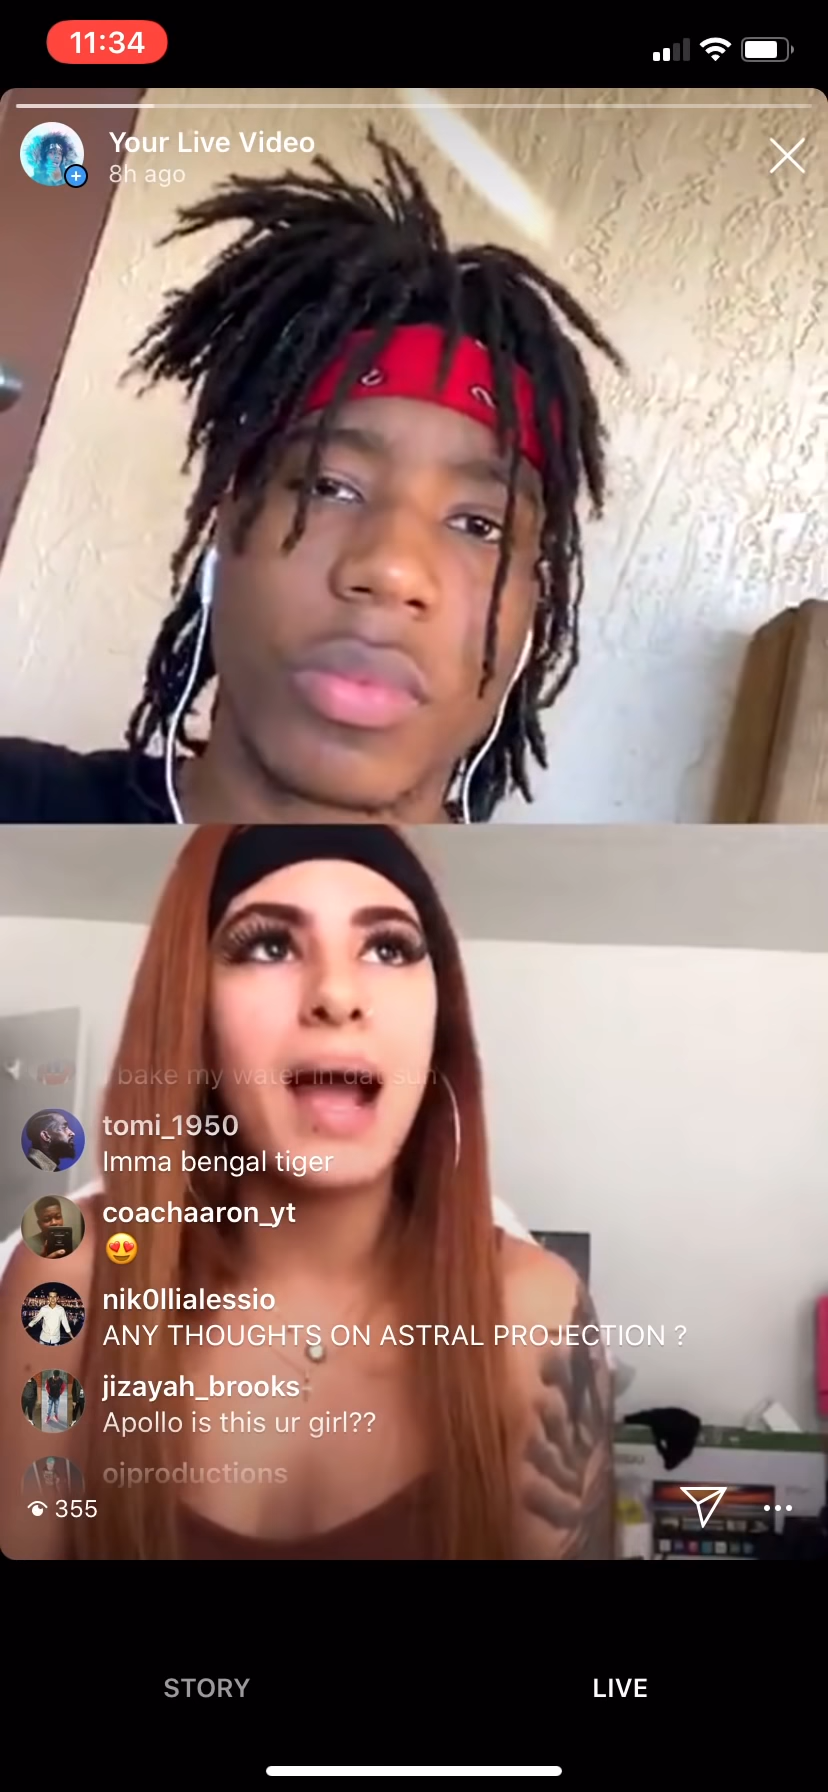 11:34
Your Live Video
8h ago
bake my water in dat sun
tomi_1950
Imma bengal tiger
coachaaron_yt
😍
nik0llialessio
ANY THOUGHTS ON ASTRAL PROJECTION ?
jizayah_brooks
Apollo is this ur girl??
ojproductions
355
STORY
LIVE